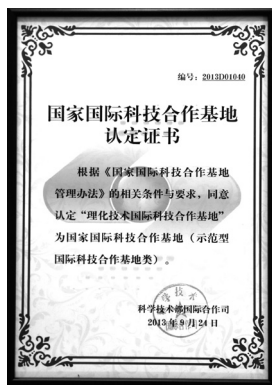 编号：2013D01040
国家国际科技合作基地
认定证书
根据《国家国际科技合作基地
管理办法》的相关条件与要求，同意
认定“理化技术国际科技合作基地”
为国家国际科技合作基地（示范型
国际科技合作基地类）。
科学技术部国际合作司
2013年9月24日